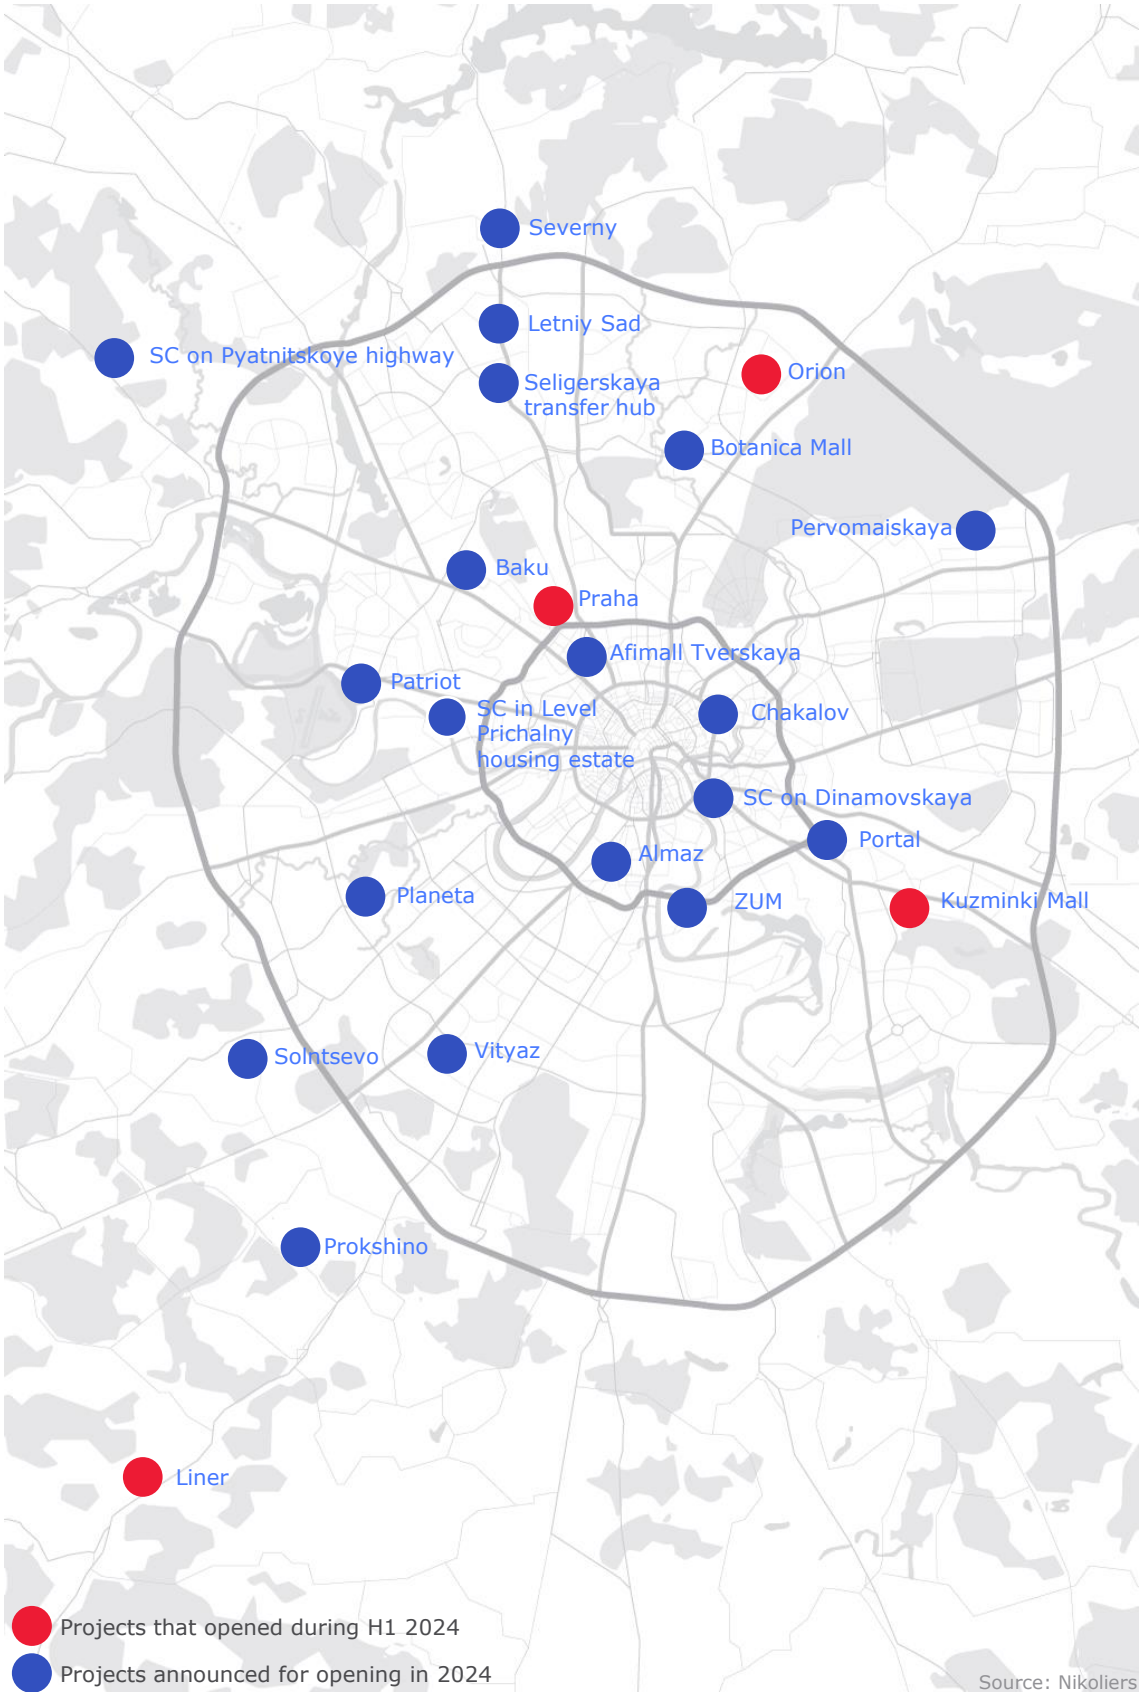 Severny
Letniy Sad
SC on Pyatnitskoye highway
Orion
Seligerskaya
transfer hub
Botanica Mall
Pervomaiskaya
Baku
Praha
Afimall Tverskaya
Patriot
SC in Level
Prichalny
housing estate
Chakalov
SC on Dinamovskaya
Portal
Almaz
Planeta
ZUM
Kuzminki Mall
Solntsevo
Vityaz
Prokshino
Liner
Projects that opened during H1 2024
Projects announced for opening in 2024
Source: Nikoliers